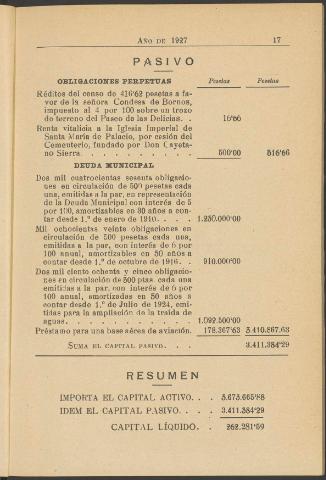 AÑO DE 1927 17
PASIVO
OBLIGACIONES PERPETUAS Pesetas Pesetas
Réditos del censo de 416'62 pesetas a fa-
vor de la señora Condesa de Bornos,
impuesto al 4 por 100 sobre un trozo
de terreno del Paseo de las Delicias. . 16'66
Renta vitalicia a la Iglesia Imperial de
Santa María de Palacio, por cesión del
Cementerio, fundado por Don Cayeta-
no Sierra. . . . . . . . . . 500'00 516'66
DEUDA MUNICIPAL
Dos mil cuatrocientas sesenta obligacio-
nes en circulación de 500 pesetas cada
una, emitidas a la par, en representación
de la Deuda Municipal con interés de 5
por 100, amortizables en 50 años a con-
tar desde 1.º enero de 1910. . . . 1.230.000'00
Mil ochocientas veinte obligaciones en
circulación de 500 pesetas cada una,
emitidas a la par, con interés de 6 por
100 anual, amortizables en 50 años a
contar desde 1.º de octubre de 1916. . 910.000'00
Dos mil ciento ochenta y cinco obligacio-
nes en circulación de 500 ptas. cada una
emitidas a la par, con interés de 6 por
100 anual, amortizadas en 50 años a
contar desde 1.º de Julio de 1924, emi-
tidas para la ampliación de la traída de
aguas. . . . . . . . . . . 1.092.500'00
Préstamo para una base aérea de aviación. 178.367'63 3.410.867'63
SUMA EL CAPITAL PASIVO. . . 3.411.384'29
RESUMEN
IMPORTA EL CAPITAL ACTIVO. . . 3.673.665'88
IDEM EL CAPITAL PASIVO. . . . 3.411.384'29
CAPITAL LÍQUIDO. . 262.281'59